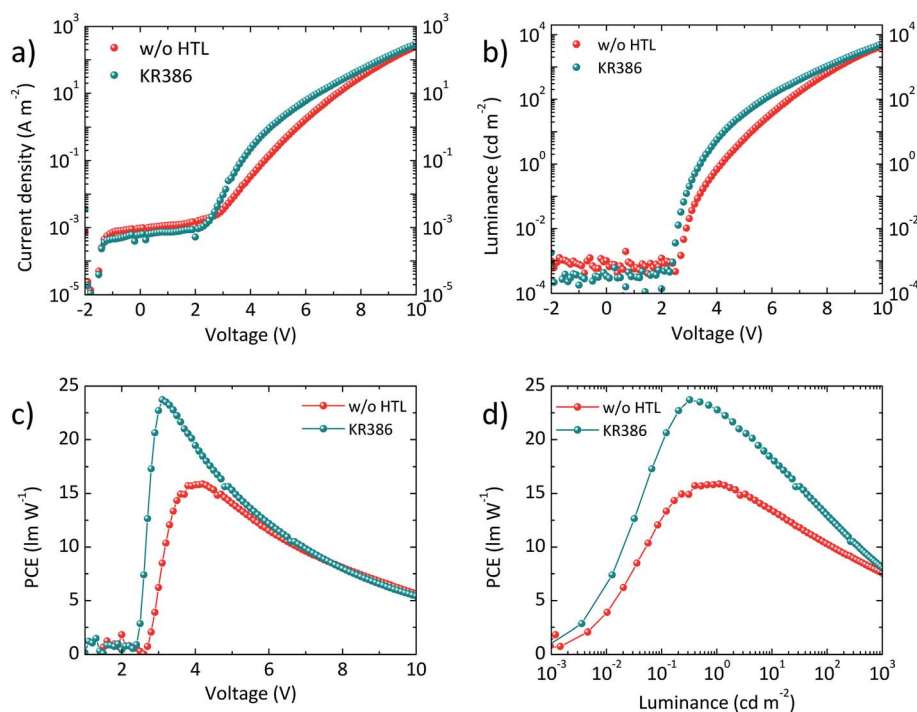 a)
w/o HTL
KR386
Current density (A m⁻²)
10³
10¹
10⁻¹
10⁻³
10⁻⁵
10³
10¹
10⁻¹
10⁻³
10⁻⁵
-2 0 2 4 6 8 10
Voltage (V)
b)
w/o HTL
KR386
Luminance (cd m⁻²)
10⁴
10²
10⁰
10⁻²
10⁻⁴
10⁴
10²
10⁰
10⁻²
10⁻⁴
-2 0 2 4 6 8 10
Voltage (V)
c)
w/o HTL
KR386
PCE (lm W⁻¹)
25
20
15
10
5
0
2 4 6 8 10
Voltage (V)
d)
w/o HTL
KR386
PCE (lm W⁻¹)
25
20
15
10
5
0
10⁻³ 10⁻² 10⁻¹ 10⁰ 10¹ 10² 10³
Luminance (cd m⁻²)